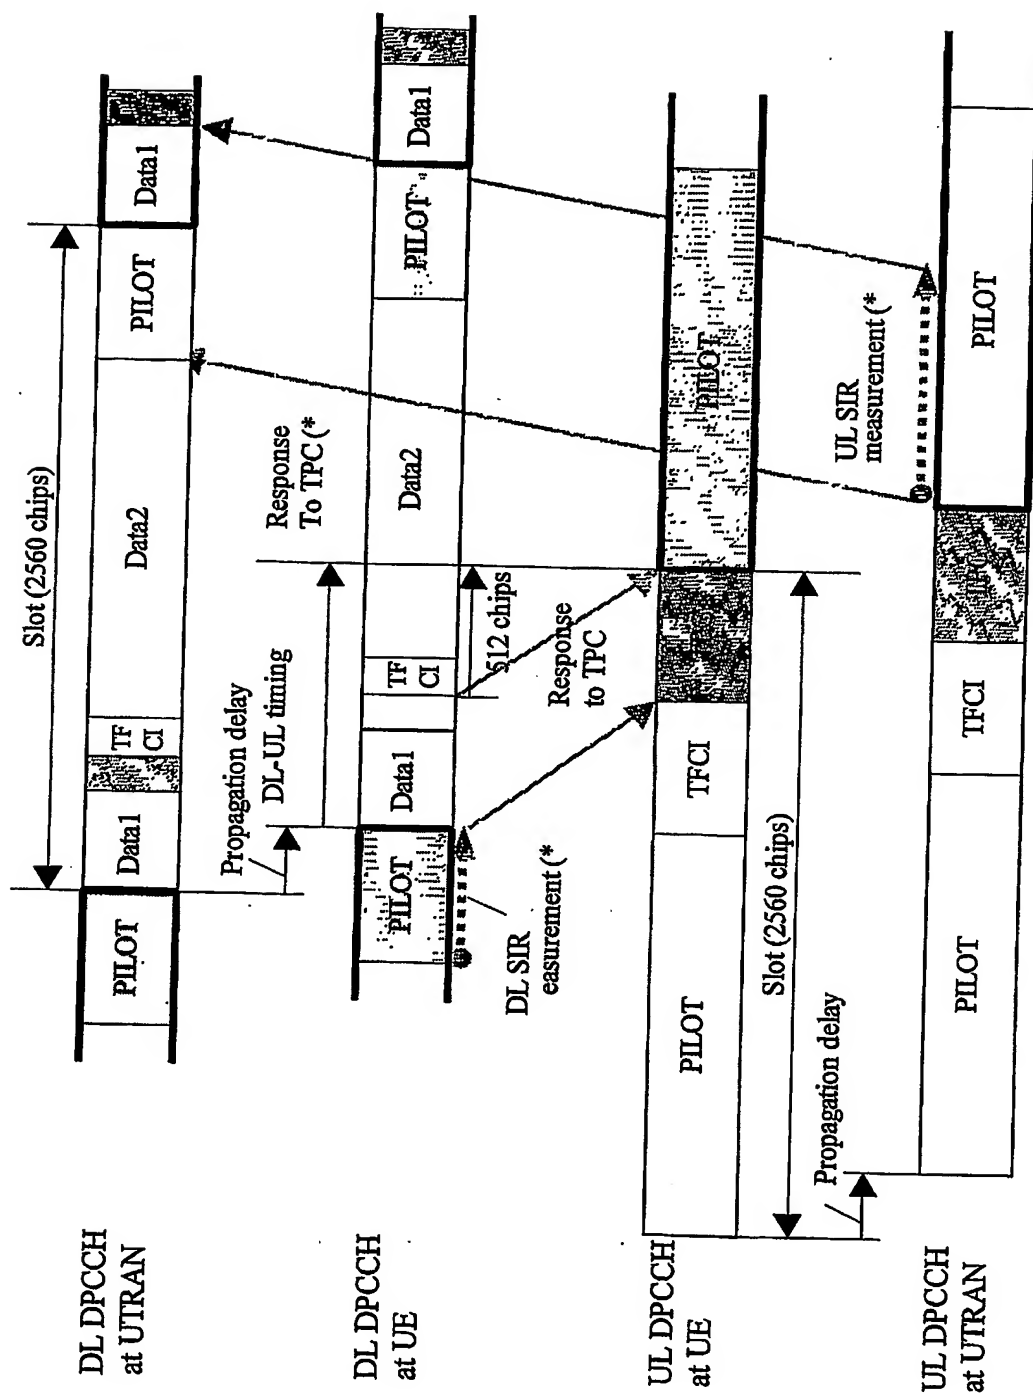 Slot (2560 chips)
DL DPCCH
at UTRAN
PILOT
Data1
TF
CI
Data2
PILOT
Data1
Propagation delay
DL-UL timing
Response
To TPC(*
DL DPCCH
at UE
PILOT
Data1
TF
CI
Data2
PILOT
Data1
512 chips
DL SIR
easurement(*
Response
to TPC
UL DPCCH
at UE
PILOT
TFCI
PILOT
Slot (2560 chips)
Propagation delay
UL SIR
measurement(*
UL DPCCH
at UTRAN
PILOT
TFCI
TPC
PILOT